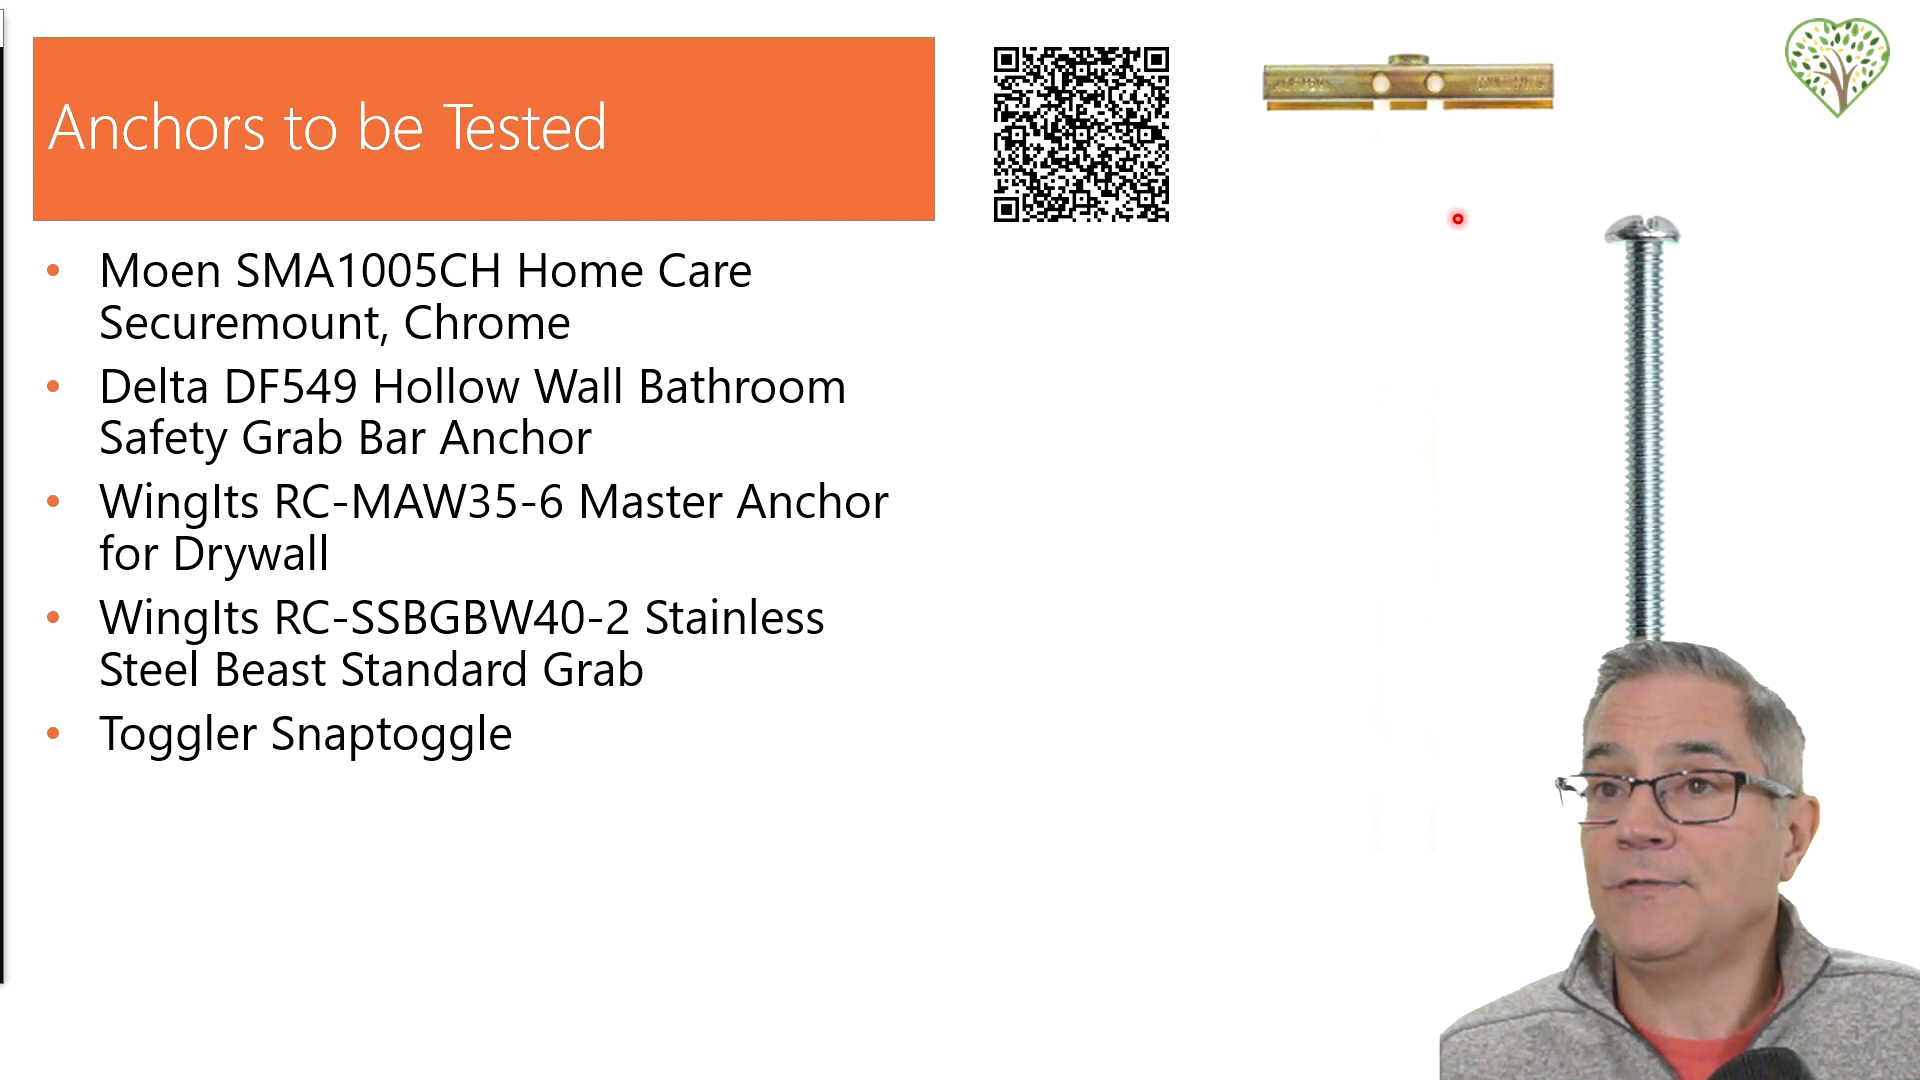 Anchors to be Tested
Moen SMA1005CH Home Care
Securemount, Chrome
Delta DF549 Hollow Wall Bathroom
Safety Grab Bar Anchor
WingIts RC-MAW35-6 Master Anchor
for Drywall
WingIts RC-SSBGBW40-2 Stainless
Steel Beast Standard Grab
Toggler Snaptoggle